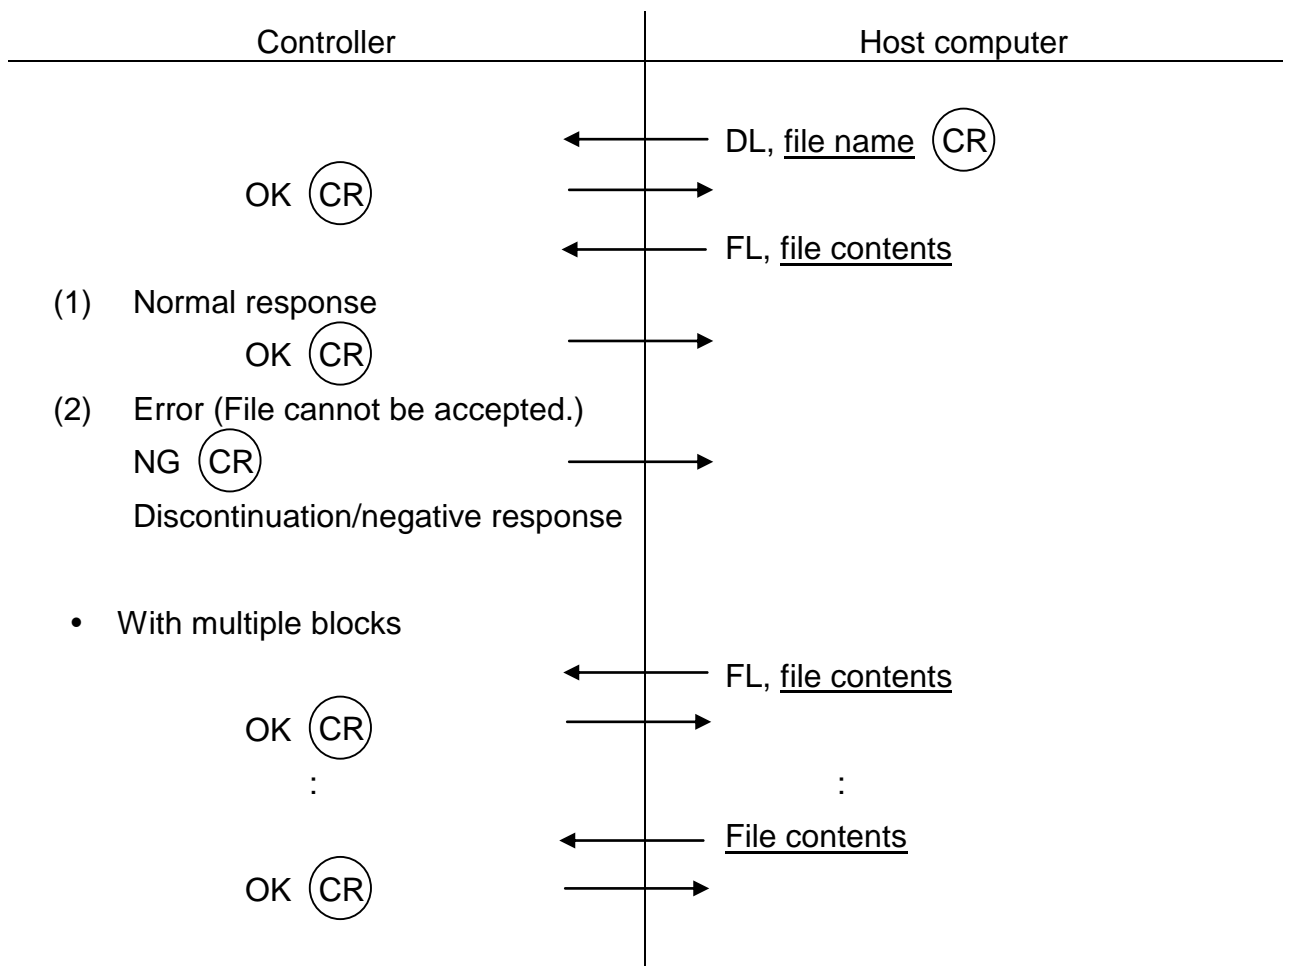 Controller Host computer
DL, file name CR
OK CR
FL, file contents
(1) Normal response
OK CR
(2) Error (File cannot be accepted.)
NG CR
Discontinuation/negative response
• With multiple blocks
FL, file contents
OK CR
: :
File contents
OK CR